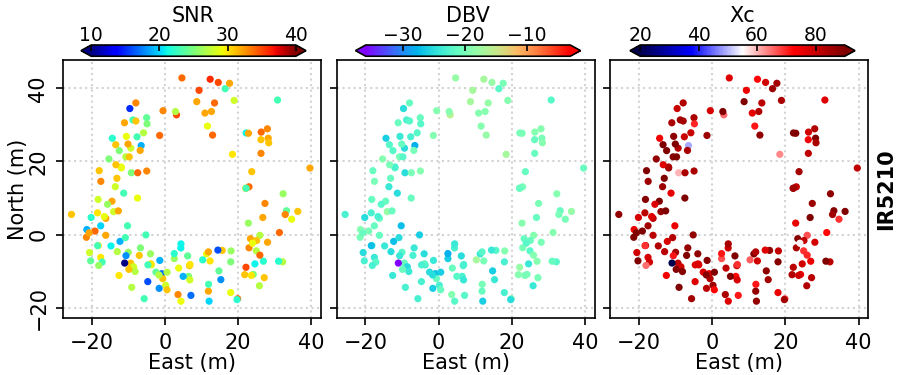 SNR DBV Xc
10 20 30 40 −30 −20 −10 20 40 60 80
40
20
0
−20
North (m)
IR5210
−20 0 20 40 −20 0 20 40 −20 0 20 40
East (m) East (m) East (m)